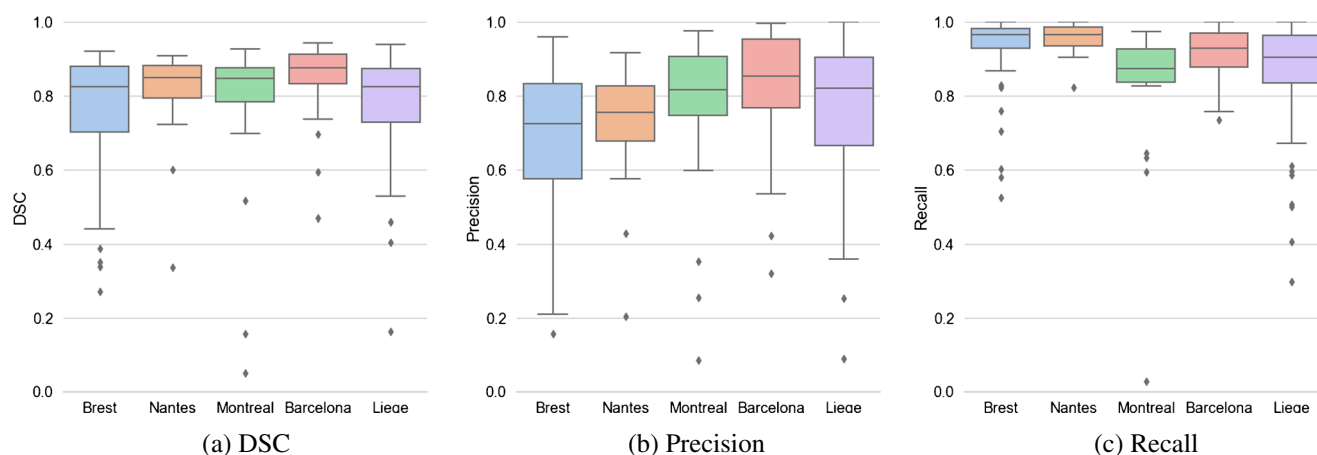 1.0
0.8
0.6
0.4
0.2
0.0
DSC
Brest Nantes Montreal Barcelona Liege
(a) DSC
1.0
0.8
0.6
0.4
0.2
0.0
Precision
Brest Nantes Montreal Barcelona Liege
(b) Precision
1.0
0.8
0.6
0.4
0.2
0.0
Recall
Brest Nantes Montreal Barcelona Liege
(c) Recall